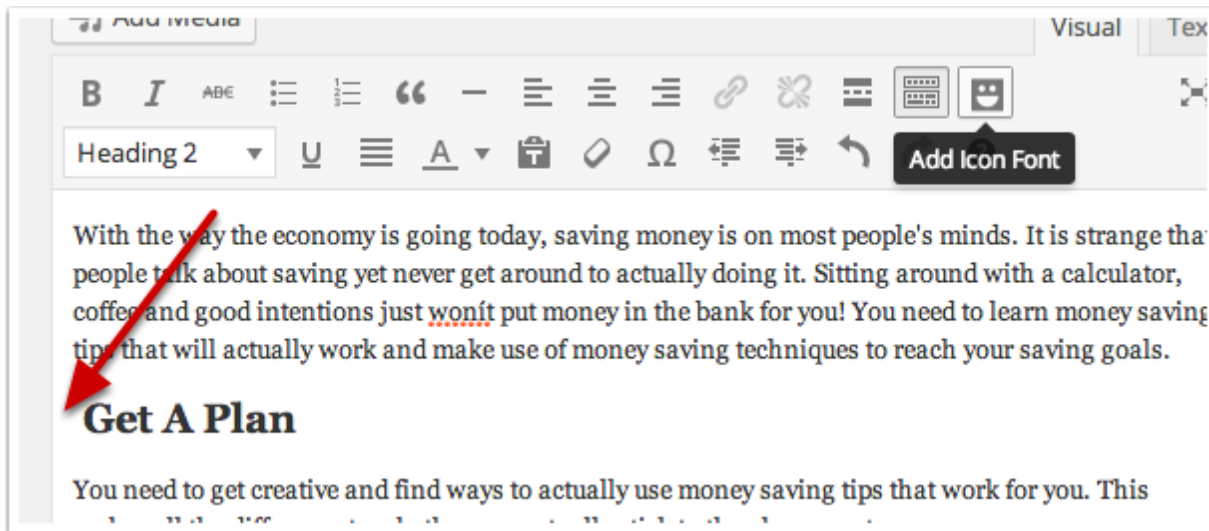 Add Media
Visual
B I ABC
Heading 2 U A Ω
Add Icon Font
With the way the economy is going today, saving money is on most people's minds. It is strange
people talk about saving yet never get around to actually doing it. Sitting around with a calculator,
coffee and good intentions just wonít put money in the bank for you! You need to learn money saving
tips that will actually work and make use of money saving techniques to reach your saving goals.
Get A Plan
You need to get creative and find ways to actually use money saving tips that work for you. This